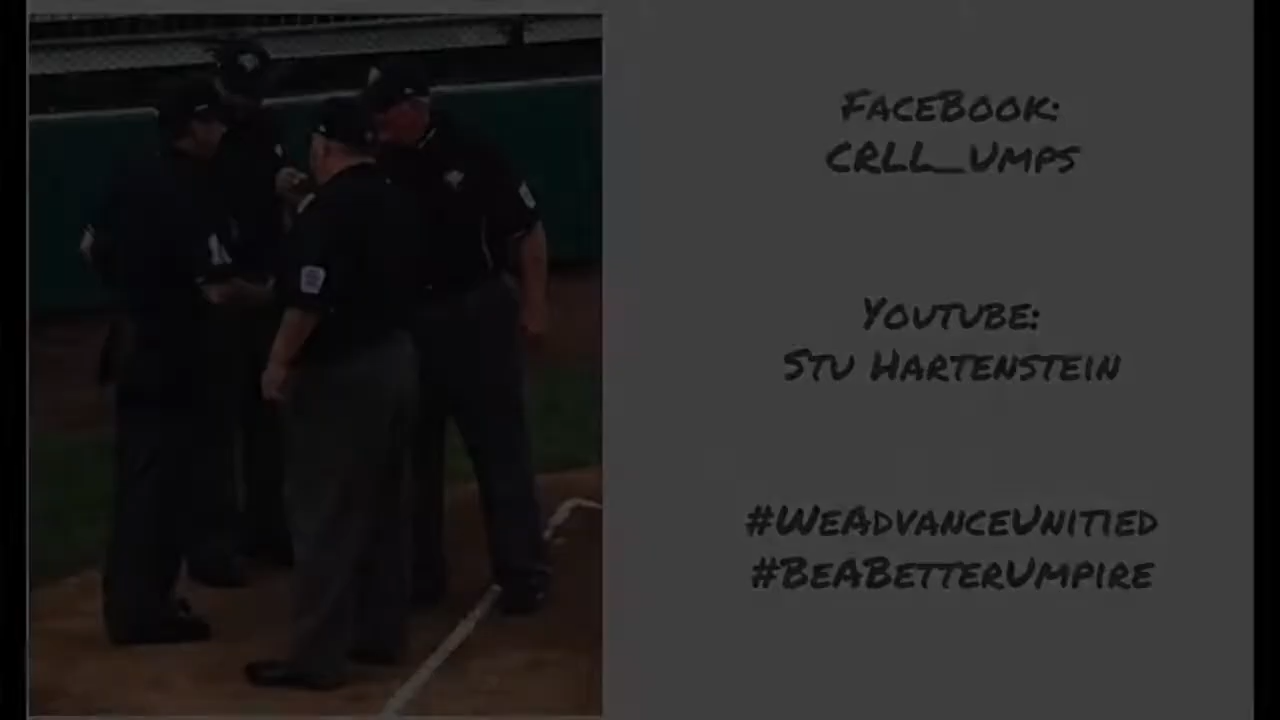 FaceBook:
CRLL_Umps
Youtube:
Stu Hartenstein
#WeAdvanceUnitied
#BeABetterUmpire